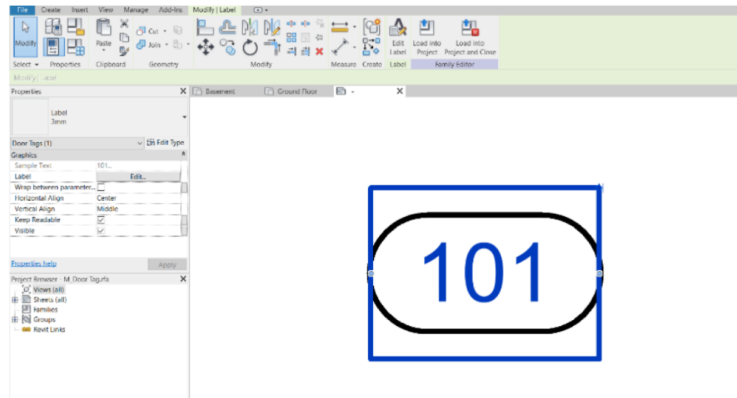 File Create Insert View Manage Add-Ins Modify | Label
Modify
Paste
Cut
Join
Edit Label
Load into Project
Load into Project and Close
Select Properties Clipboard Geometry Modify Measure Create Label Family Editor
Modify | Label
Properties
Basement Ground Floor
Label
3mm
Door Tags (1) Edit Type
Graphics
Sample Text 101...
Label Edit...
Wrap between parameter...
Horizontal Align Center
Vertical Align Middle
Keep Readable
Visible
Properties help Apply
Project Browser - M_Door Tag.rfa
Views (all)
Sheets (all)
Families
Groups
Revit Links
101